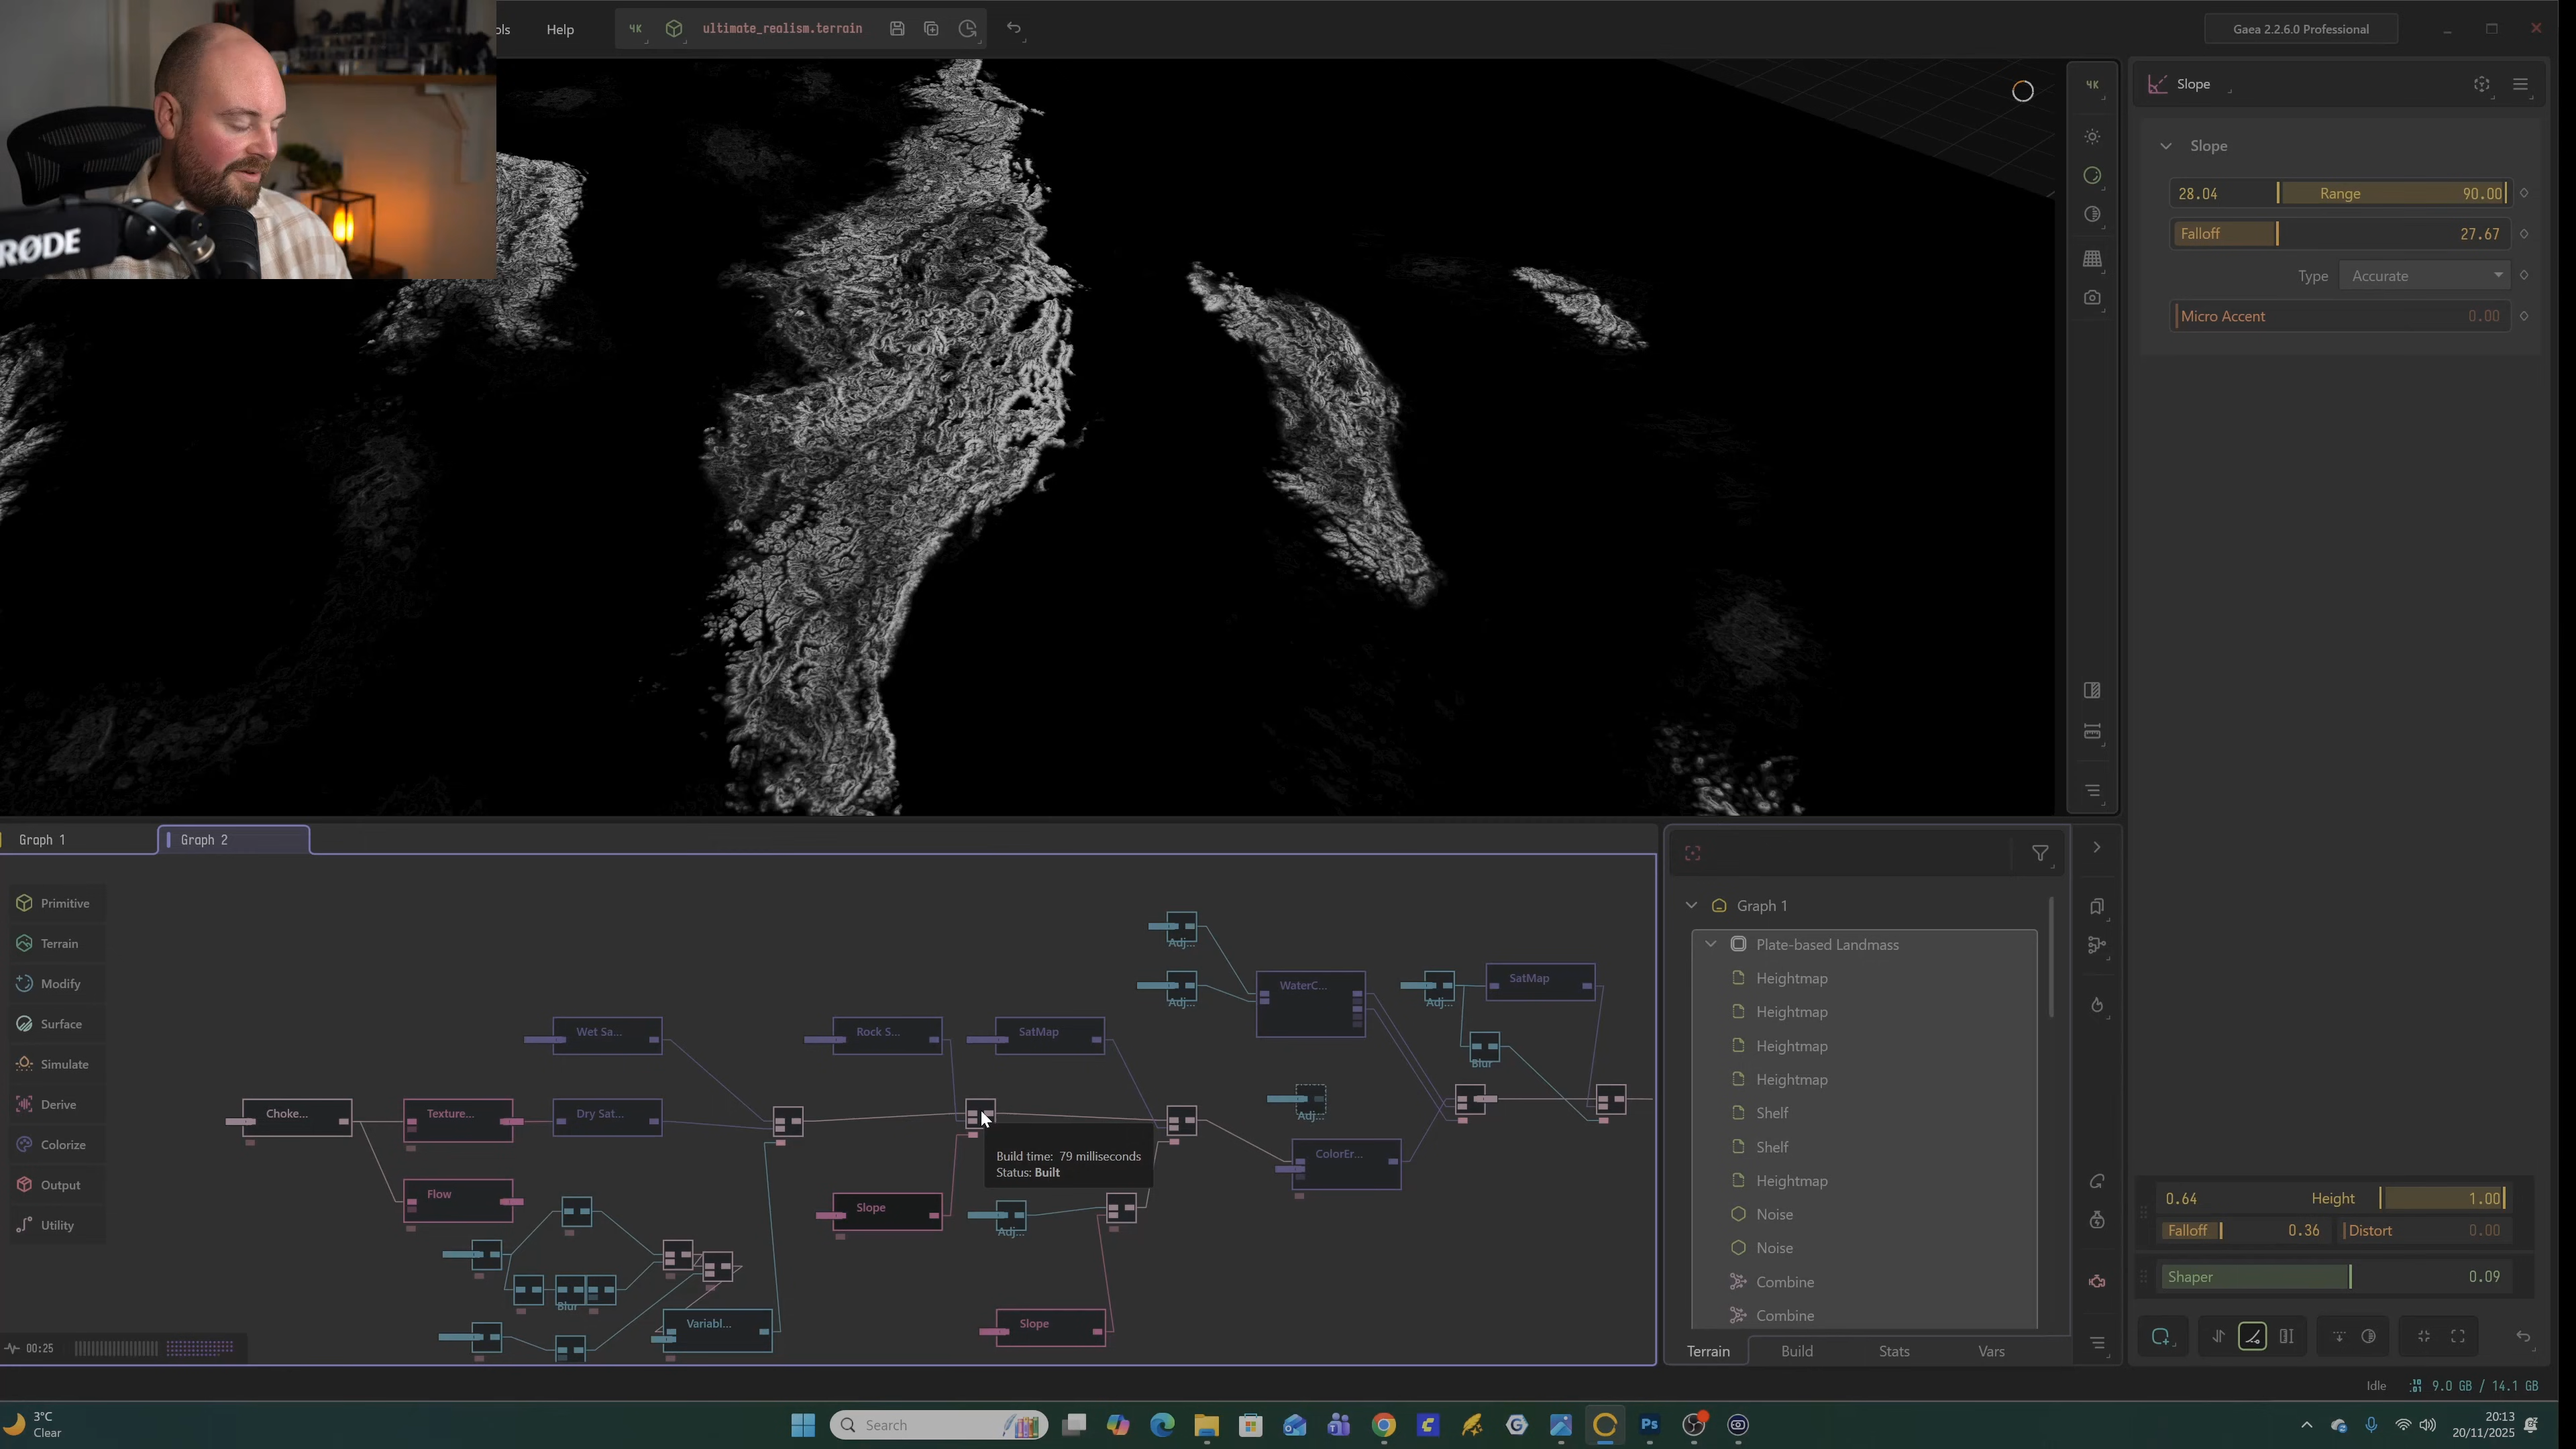 ols
Help
4K
ultimate_realism.terrain
Gaea 2.2.6.0 Professional
RØDE
4K
Slope
Slope
28.04 Range 90.00
Falloff 27.67
Type Accurate
Micro Accent 0.00
Graph 1
Graph 2
Primitive
Terrain
Modify
Surface
Simulate
Derive
Colorize
Output
Utility
00:25
Adj...
Adj...
WaterC...
Adj...
SatMap
Blur
Wet Sa...
Rock S...
SatMap
Choke...
Texture...
Dry Sat...
Adj...
ColorEr...
Build time: 79 milliseconds
Status: Built
Flow
Slope
Adj...
Blur
Variabl...
Slope
Graph 1
Plate-based Landmass
Heightmap
Heightmap
Heightmap
Heightmap
Shelf
Shelf
Heightmap
Noise
Noise
Combine
Combine
Terrain
Build
Stats
Vars
0.64 Height 1.00
Falloff 0.36 Distort 0.00
Shaper 0.09
Idle
9.0 GB / 14.1 GB
3°C
Clear
Search
Ps
20:13
20/11/2025